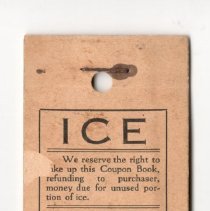 ICE
We reserve the right to
take up this Coupon Book,
refunding to purchaser,
money due for unused por-
tion of ice.